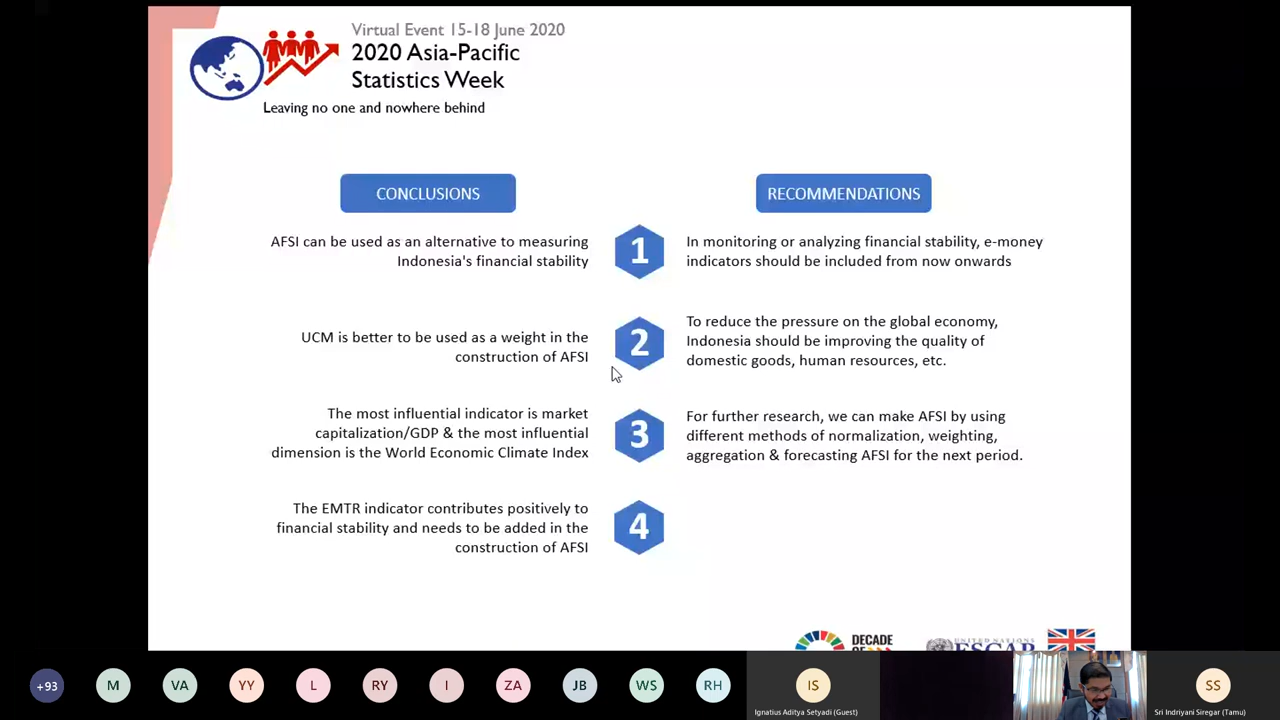 Virtual Event 15-18 June 2020
2020 Asia-Pacific
Statistics Week
Leaving no one and nowhere behind
CONCLUSIONS
RECOMMENDATIONS
AFSI can be used as an alternative to measuring
Indonesia's financial stability
1
In monitoring or analyzing financial stability, e-money
indicators should be included from now onwards
UCM is better to be used as a weight in the
construction of AFSI
2
To reduce the pressure on the global economy,
Indonesia should be improving the quality of
domestic goods, human resources, etc.
The most influential indicator is market
capitalization/GDP & the most influential
dimension is the World Economic Climate Index
3
For further research, we can make AFSI by using
different methods of normalization, weighting,
aggregation & forecasting AFSI for the next period.
The EMTR indicator contributes positively to
financial stability and needs to be added in the
construction of AFSI
4
DECADE
OF
UNITED NATIONS
ESCAP
+93
M
VA
YY
L
RY
I
ZA
JB
WS
RH
IS
Ignatius Aditya Setyadi (Guest)
SS
Sri Indriyani Siregar (Tamu)